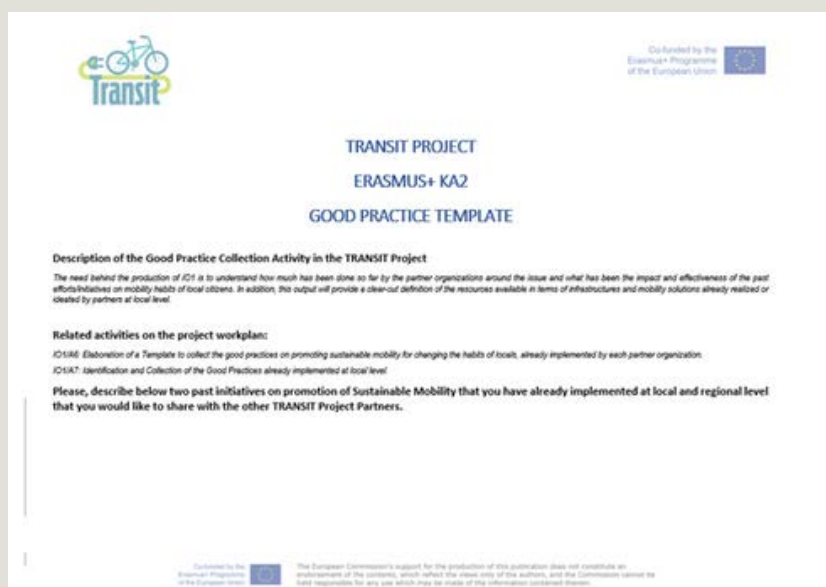 Transit
Co-funded by the
Erasmus+ Programme
of the European Union
TRANSIT PROJECT
ERASMUS+ KA2
GOOD PRACTICE TEMPLATE
Description of the Good Practice Collection Activity in the TRANSIT Project
The need behind the production of IO1 is to understand how much has been done so far by the partner organizations around the issue and what has been the impact and effectiveness of the past
efforts/initiatives on mobility habits of local citizens. In addition, this output will provide a clear-cut definition of the resources available in terms of infrastructures and mobility solutions already realized or
ideated by partners at local level.
Related activities on the project workplan:
IO1/A6: Elaboration of a Template to collect the good practices on promoting sustainable mobility for changing the habits of locals, already implemented by each partner organization.
IO1/A7: Identification and Collection of the Good Practices already implemented at local level.
Please, describe below two past initiatives on promotion of Sustainable Mobility that you have already implemented at local and regional level
that you would like to share with the other TRANSIT Project Partners.
Co-funded by the
Erasmus+ Programme
of the European Union
The European Commission's support for the production of this publication does not constitute an
endorsement of the contents, which reflect the views only of the authors, and the Commission cannot be
held responsible for any use which may be made of the information contained therein.